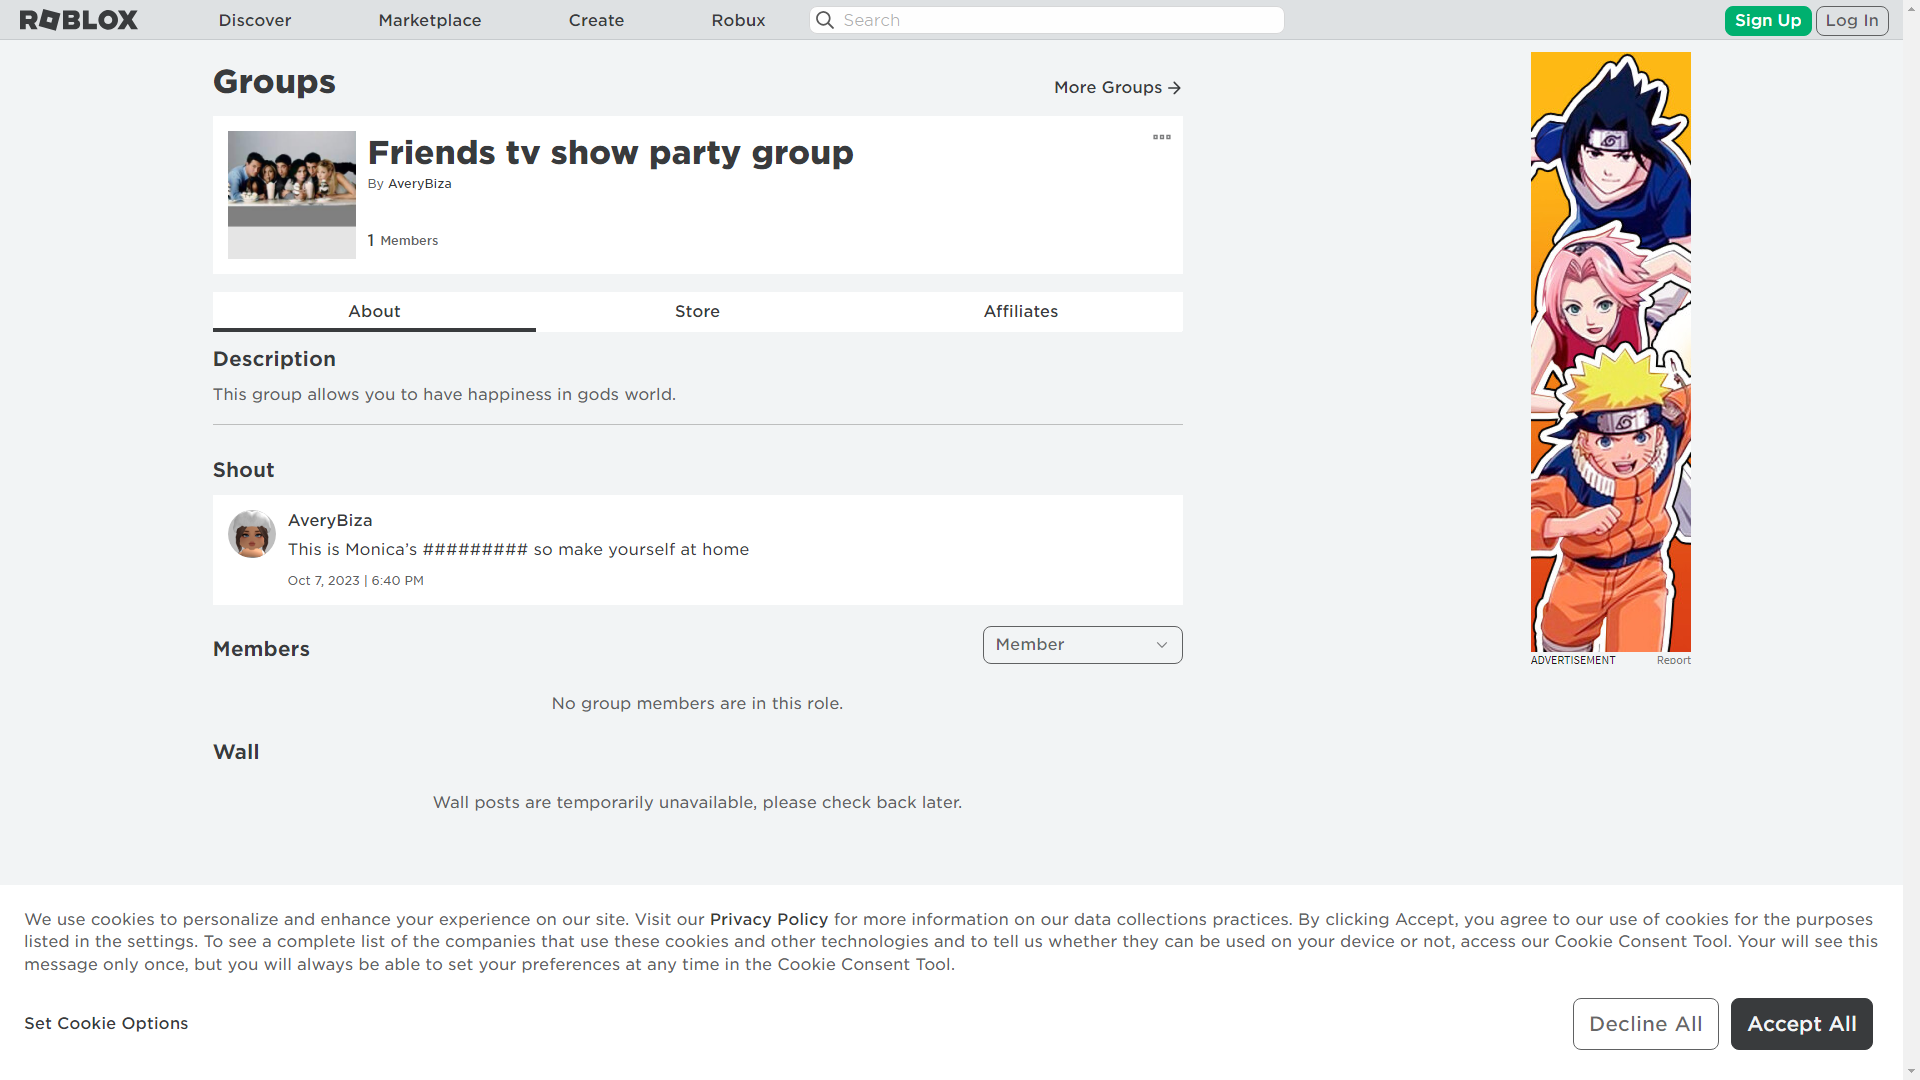 ROBLOX Discover Marketplace Create Robux Search Sign Up Log In
Groups
More Groups
Friends tv show party group
By AveryBiza
1 Members
About Store Affiliates
Description
This group allows you to have happiness in gods world.
Shout
AveryBiza
This is Monica’s ######### so make yourself at home
Oct 7, 2023 | 6:40 PM
Members
Member
No group members are in this role.
Wall
Wall posts are temporarily unavailable, please check back later.
ADVERTISEMENT Report
We use cookies to personalize and enhance your experience on our site. Visit our Privacy Policy for more information on our data collections practices. By clicking Accept, you agree to our use of cookies for the purposes
listed in the settings. To see a complete list of the companies that use these cookies and other technologies and to tell us whether they can be used on your device or not, access our Cookie Consent Tool. Your will see this
message only once, but you will always be able to set your preferences at any time in the Cookie Consent Tool.
Set Cookie Options
Decline All
Accept All